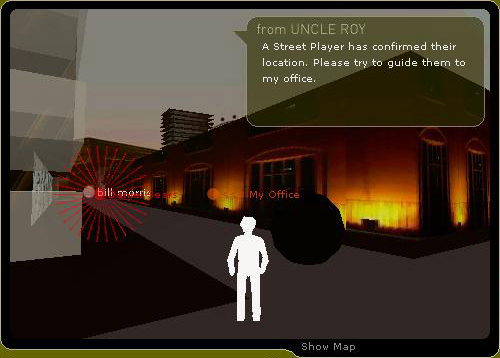 from UNCLE ROY
A Street Player has confirmed their
location. Please try to guide them to
my office.
bill morris
My Office
Show Map